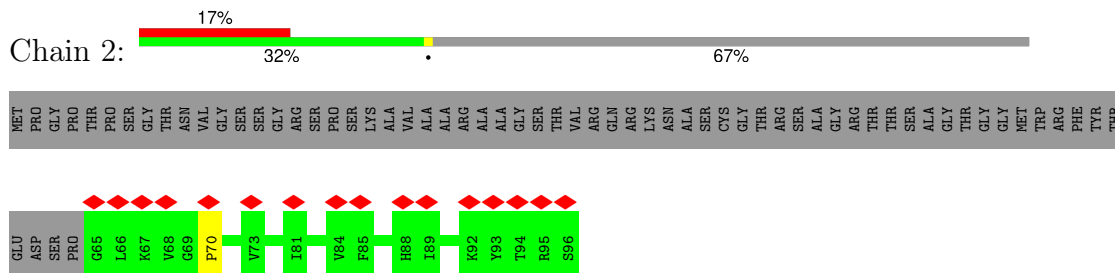 17%
Chain 2:
32%
•
67%
MET PRO GLY PRO THR PRO SER GLY THR ASN VAL GLY SER SER GLY ARG SER PRO SER LYS ALA VAL ALA ALA ARG ALA ALA GLY SER THR VAL ARG GLN ARG LYS ASN ALA SER CYS GLY THR ARG SER ALA GLY ARG THR THR SER ALA GLY THR GLY GLY MET TRP ARG PHE TYR THR
GLU ASP SER PRO G65 L66 K67 V68 G69 P70 V73 I81 V84 F85 H88 I89 K92 Y93 T94 R95 S96